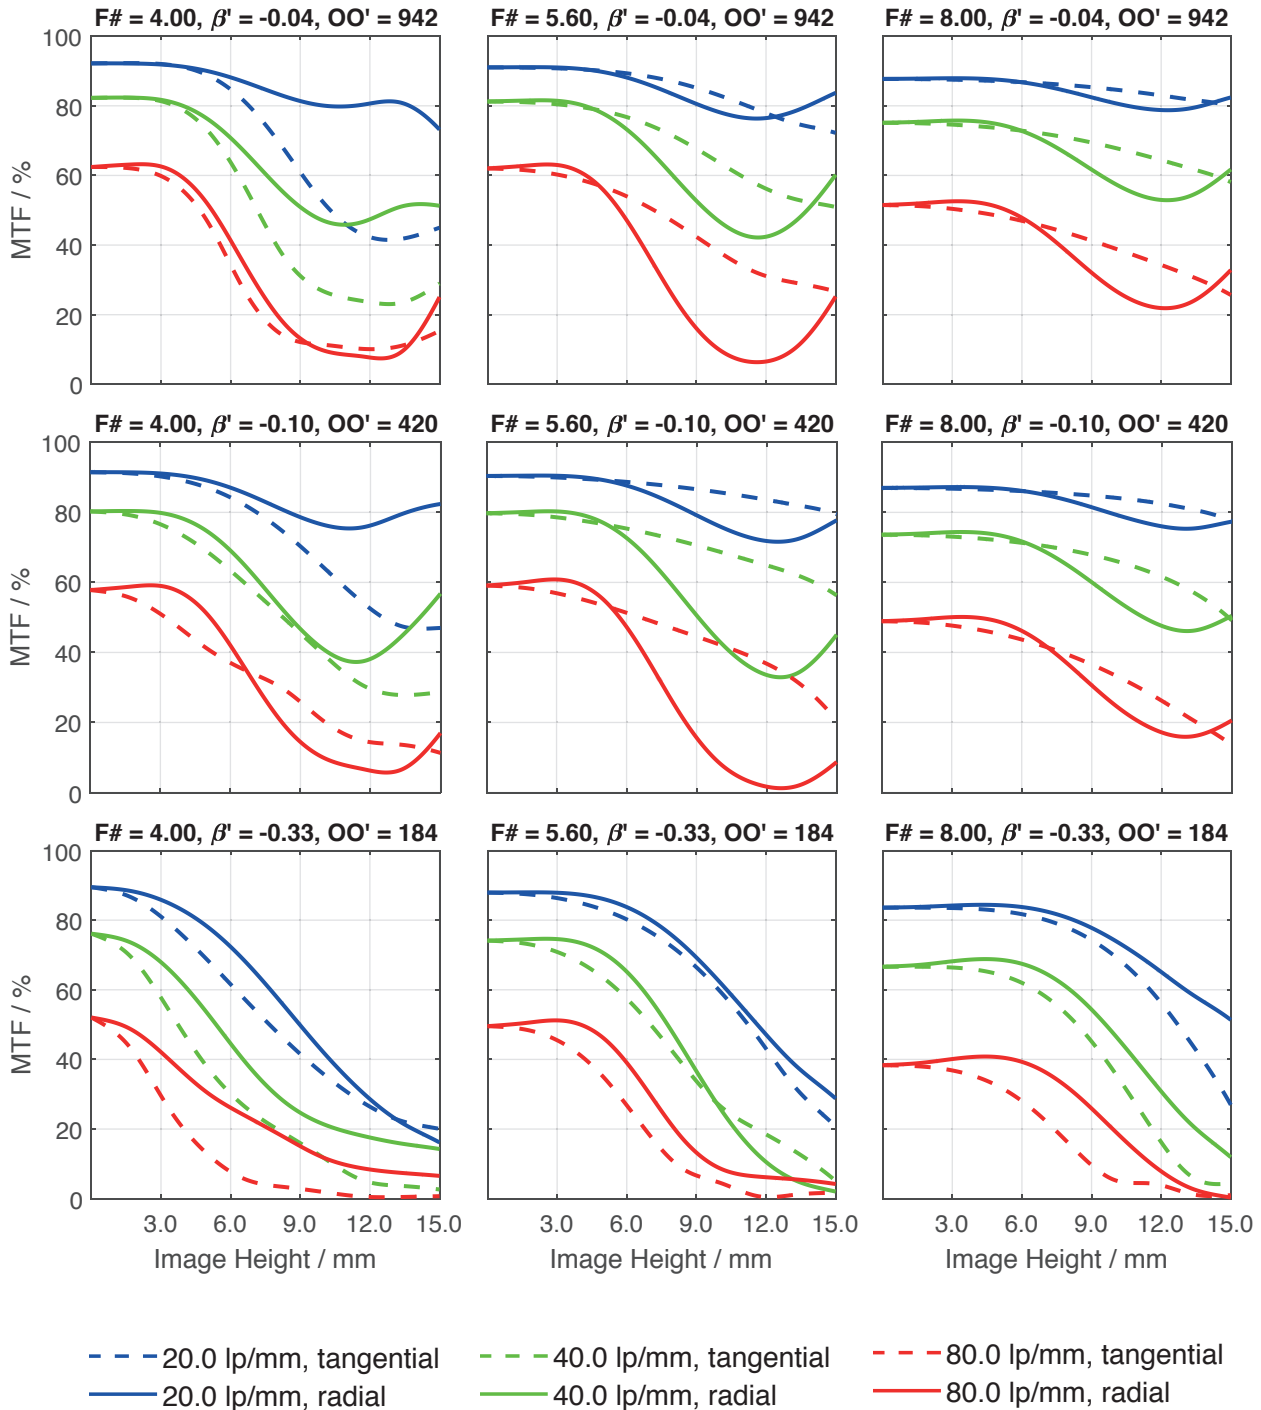 F# = 4.00, β' = -0.04, OO' = 942
F# = 5.60, β' = -0.04, OO' = 942
F# = 8.00, β' = -0.04, OO' = 942
100
80
60
40
20
0
MTF / %
F# = 4.00, β' = -0.10, OO' = 420
F# = 5.60, β' = -0.10, OO' = 420
F# = 8.00, β' = -0.10, OO' = 420
100
80
60
40
20
0
MTF / %
F# = 4.00, β' = -0.33, OO' = 184
F# = 5.60, β' = -0.33, OO' = 184
F# = 8.00, β' = -0.33, OO' = 184
100
80
60
40
20
0
MTF / %
3.0 6.0 9.0 12.0 15.0
3.0 6.0 9.0 12.0 15.0
3.0 6.0 9.0 12.0 15.0
Image Height / mm
Image Height / mm
Image Height / mm
20.0 lp/mm, tangential
40.0 lp/mm, tangential
80.0 lp/mm, tangential
20.0 lp/mm, radial
40.0 lp/mm, radial
80.0 lp/mm, radial